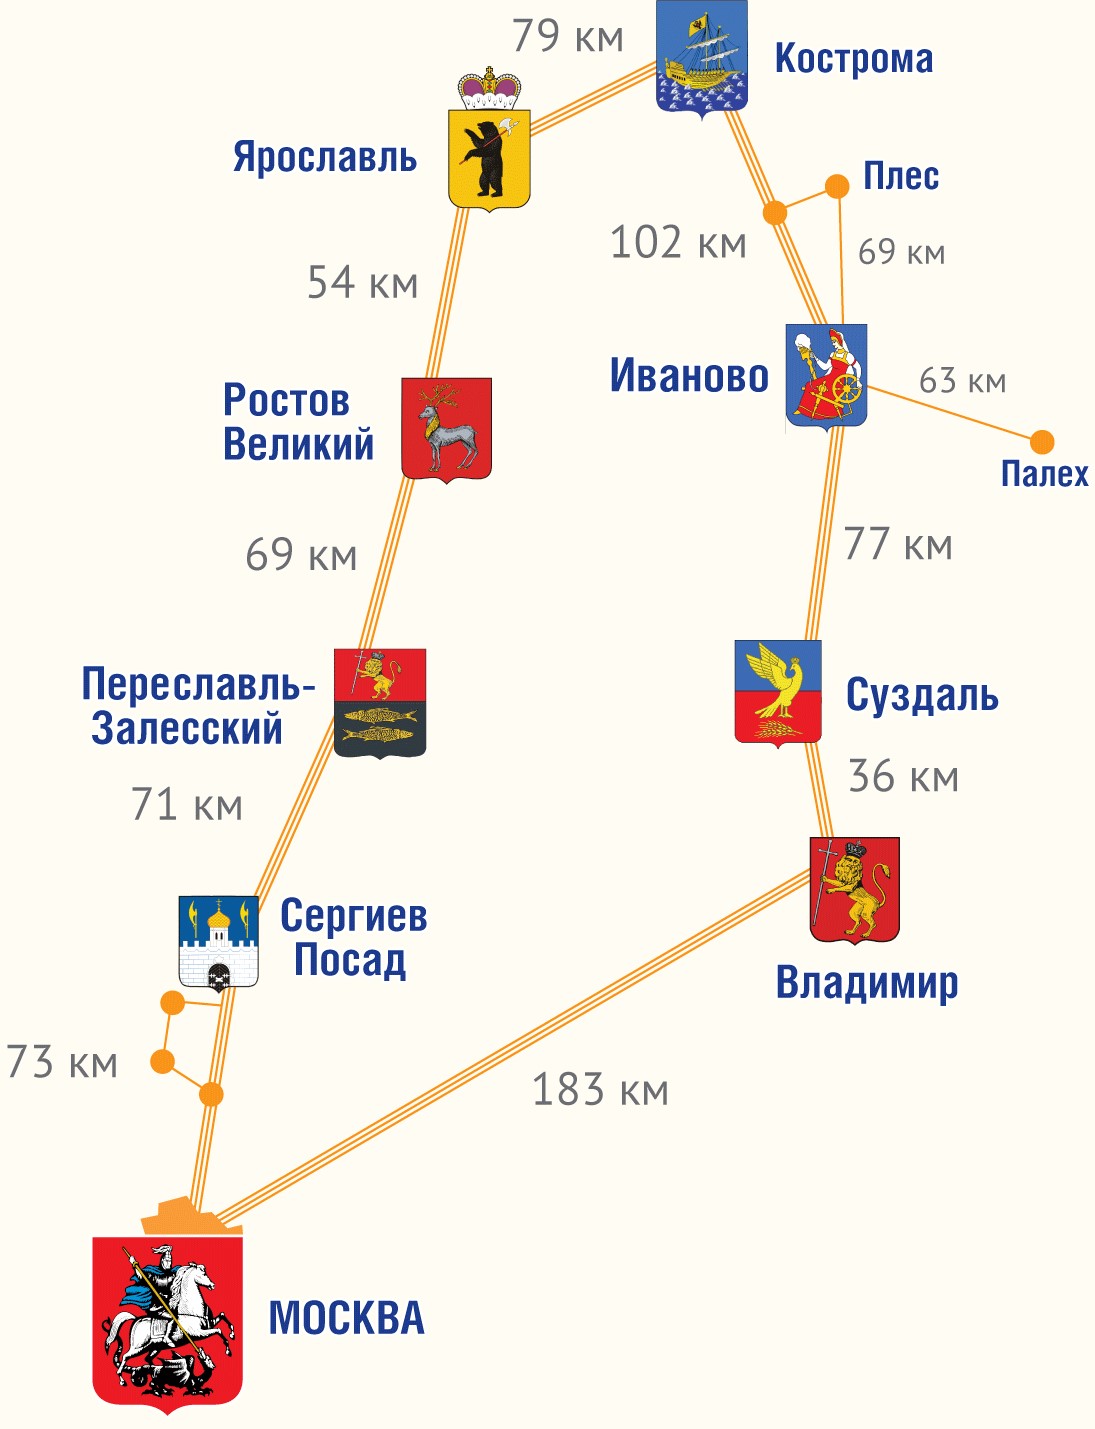 79 км
Кострома
Ярославль
Плес
102 км
69 км
54 км
Иваново
63 км
Ростов
Великий
Палех
69 км
77 км
Переславль-
Залесский
Суздаль
71 км
36 км
Сергиев
Посад
Владимир
73 км
183 км
МОСКВА